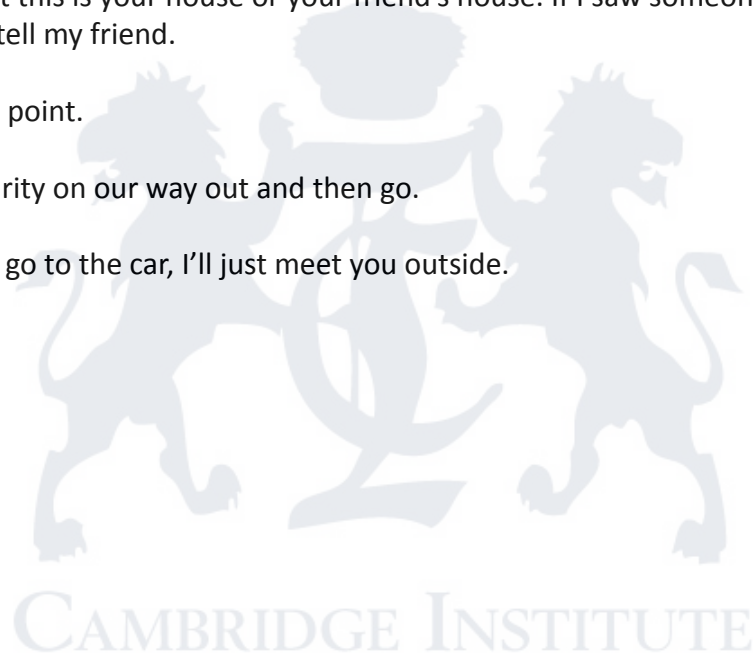 t this is your house or your friend's house. If I saw someon
tell my friend.
point.
rity on our way out and then go.
go to the car, I'll just meet you outside.
CAMBRIDGE INSTITUTE